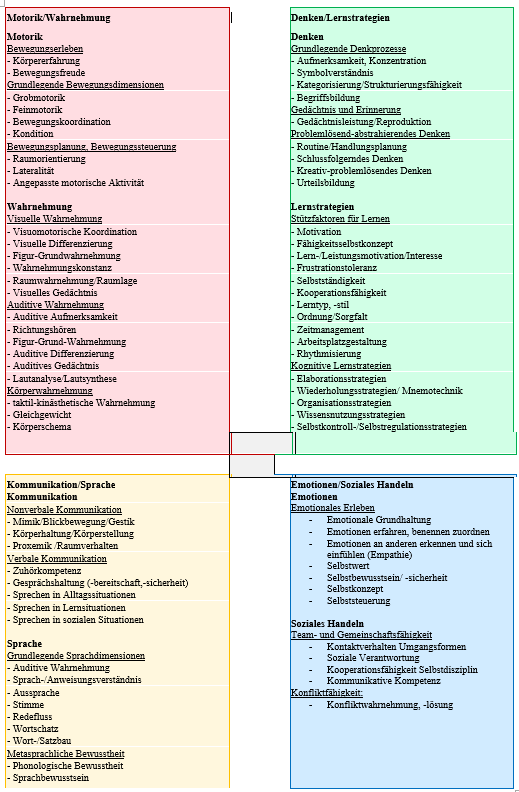 Motorik/Wahrnehmung
Motorik
Bewegungserleben
- Körpererfahrung
- Bewegungsfreude
Grundlegende Bewegungsdimensionen
- Grobmotorik
- Feinmotorik
- Bewegungskoordination
- Kondition
Bewegungsplanung, Bewegungssteuerung
- Raumorientierung
- Lateralität
- Angepasste motorische Aktivität
Wahrnehmung
Visuelle Wahrnehmung
- Visuomotorische Koordination
- Visuelle Differenzierung
- Figur-Grundwahrnehmung
- Wahrnehmungskonstanz
- Raumwahrnehmung/Raumlage
- Visuelles Gedächtnis
Auditive Wahrnehmung
- Auditive Aufmerksamkeit
- Richtungshören
- Figur-Grund-Wahrnehmung
- Auditive Differenzierung
- Auditives Gedächtnis
- Lautanalyse/Lautsynthese
Körperwahrnehmung
- taktil-kinästhetische Wahrnehmung
- Gleichgewicht
- Körperschema
Denken/Lernstrategien
Denken
Grundlegende Denkprozesse
- Aufmerksamkeit, Konzentration
- Symbolverständnis
- Kategorisierung/Strukturierungsfähigkeit
- Begriffsbildung
Gedächtnis und Erinnerung
- Gedächtnisleistung/Reproduktion
Problemlösend-abstrahierendes Denken
- Routine/Handlungsplanung
- Schlussfolgerndes Denken
- Kreativ-problemlösendes Denken
- Urteilsbildung
Lernstrategien
Stützfaktoren für Lernen
- Motivation
- Fähigkeitsselbstkonzept
- Lern-/Leistungsmotivation/Interesse
- Frustrationstoleranz
- Selbstständigkeit
- Kooperationsfähigkeit
- Lerntyp, -stil
- Ordnung/Sorgfalt
- Zeitmanagement
- Arbeitsplatzgestaltung
- Rhythmisierung
Kognitive Lernstrategien
- Elaborationsstrategien
- Wiederholungsstrategien/ Mnemotechnik
- Organisationsstrategien
- Wissensnutzungsstrategien
- Selbstkontroll-/Selbstregulationsstrategien
Kommunikation/Sprache
Kommunikation
Nonverbale Kommunikation
- Mimik/Blickbewegung/Gestik
- Körperhaltung/Körperstellung
- Proxemik /Raumverhalten
Verbale Kommunikation
- Zuhörkompetenz
- Gesprächshaltung (-bereitschaft,-sicherheit)
- Sprechen in Alltagssituationen
- Sprechen in Lernsituationen
- Sprechen in sozialen Situationen
Sprache
Grundlegende Sprachdimensionen
- Auditive Wahrnehmung
- Sprach-/Anweisungsverständnis
- Aussprache
- Stimme
- Redefluss
- Wortschatz
- Wort-/Satzbau
Metasprachliche Bewusstheit
- Phonologische Bewusstheit
- Sprachbewusstsein
Emotionen/Soziales Handeln
Emotionen
Emotionales Erleben
- Emotionale Grundhaltung
- Emotionen erfahren, benennen zuordnen
- Emotionen an anderen erkennen und sich
einfühlen (Empathie)
- Selbstwert
- Selbstbewusstsein/ -sicherheit
- Selbstkonzept
- Selbststeuerung
Soziales Handeln
Team- und Gemeinschaftsfähigkeit
- Kontaktverhalten Umgangsformen
- Soziale Verantwortung
- Kooperationsfähigkeit Selbstdisziplin
- Kommunikative Kompetenz
Konfliktfähigkeit:
- Konfliktwahrnehmung, -lösung